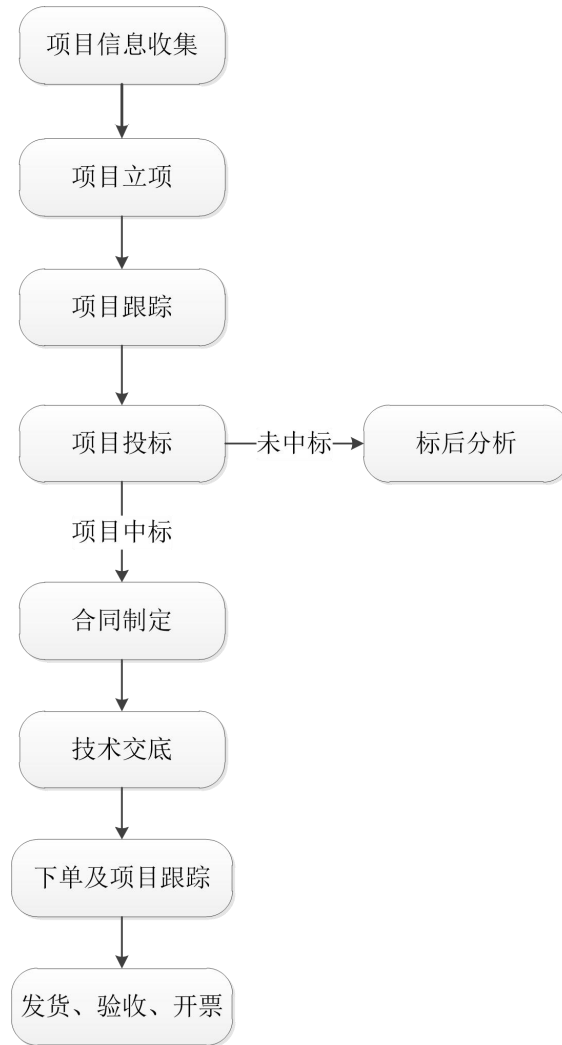 项目信息收集
项目立项
项目跟踪
项目投标
未中标
标后分析
项目中标
合同制定
技术交底
下单及项目跟踪
发货、验收、开票